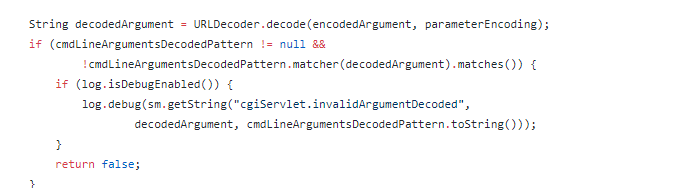 String decodedArgument = URLDecoder.decode(encodedArgument, parameterEncoding);
if (cmdLineArgumentsDecodedPattern != null &&
        !cmdLineArgumentsDecodedPattern.matcher(decodedArgument).matches()) {
    if (log.isDebugEnabled()) {
        log.debug(sm.getString("cgiServlet.invalidArgumentDecoded",
                decodedArgument, cmdLineArgumentsDecodedPattern.toString()));
    }
    return false;
}